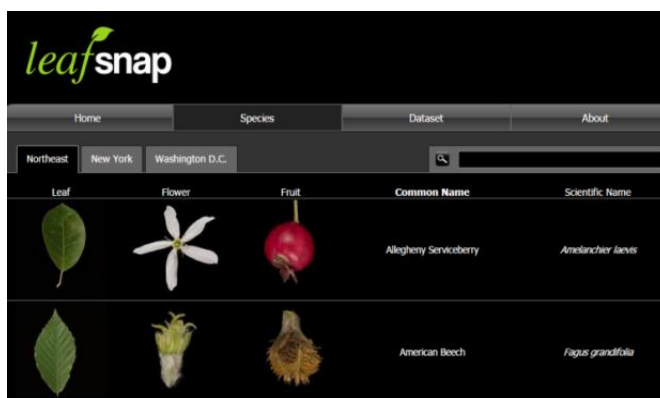 leafsnap
Home Species Dataset About
Northeast New York Washington D.C.
Leaf Flower Fruit Common Name Scientific Name
Allegheny Serviceberry Amelanchier laevis
American Beech Fagus grandifolia